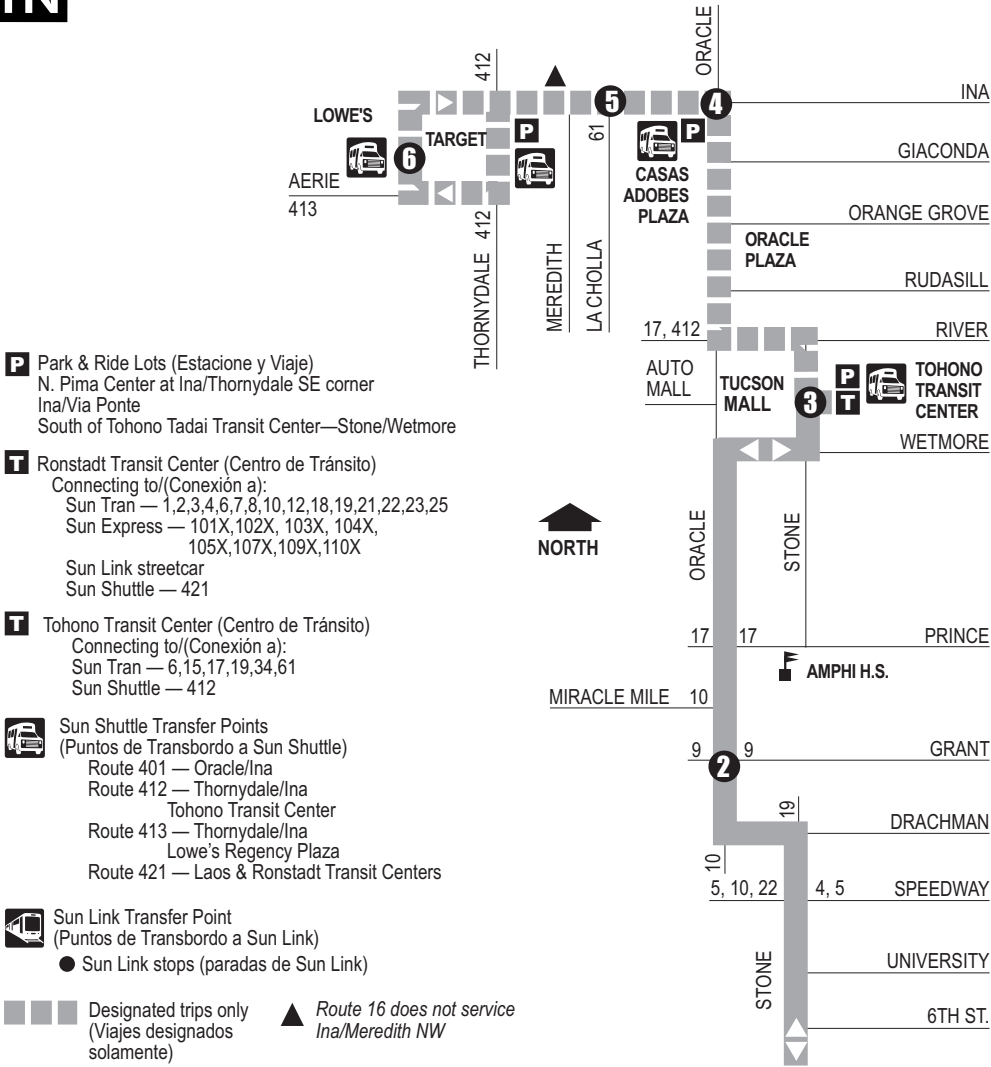 IN
ORACLE
412
LOWE'S
TARGET
P
5
4
INA
61
P
GIACONDA
6
AERIE
413
CASAS
ADOBES
PLAZA
ORANGE GROVE
412
THORNYDALE
MEREDITH
LA CHOLLA
ORACLE
PLAZA
RUDASILL
17, 412
RIVER
AUTO
MALL
TUCSON
MALL
3
P
T
TOHONO
TRANSIT
CENTER
WETMORE
NORTH
ORACLE
STONE
17
17
PRINCE
AMPHI H.S.
MIRACLE MILE
10
9
9
2
GRANT
19
DRACHMAN
10
5, 10, 22
4, 5
SPEEDWAY
STONE
UNIVERSITY
6TH ST.
P Park & Ride Lots (Estacione y Viaje)
N. Pima Center at Ina/Thornydale SE corner
Ina/Via Ponte
South of Tohono Tadai Transit Center—Stone/Wetmore
T Ronstadt Transit Center (Centro de Tránsito)
Connecting to/(Conexión a):
Sun Tran — 1,2,3,4,6,7,8,10,12,18,19,21,22,23,25
Sun Express — 101X,102X, 103X, 104X,
105X,107X,109X,110X
Sun Link streetcar
Sun Shuttle — 421
T Tohono Transit Center (Centro de Tránsito)
Connecting to/(Conexión a):
Sun Tran — 6,15,17,19,34,61
Sun Shuttle — 412
Sun Shuttle Transfer Points
(Puntos de Transbordo a Sun Shuttle)
Route 401 — Oracle/Ina
Route 412 — Thornydale/Ina
Tohono Transit Center
Route 413 — Thornydale/Ina
Lowe's Regency Plaza
Route 421 — Laos & Ronstadt Transit Centers
Sun Link Transfer Point
(Puntos de Transbordo a Sun Link)
Sun Link stops (paradas de Sun Link)
Designated trips only
(Viajes designados
solamente)
Route 16 does not service
Ina/Meredith NW